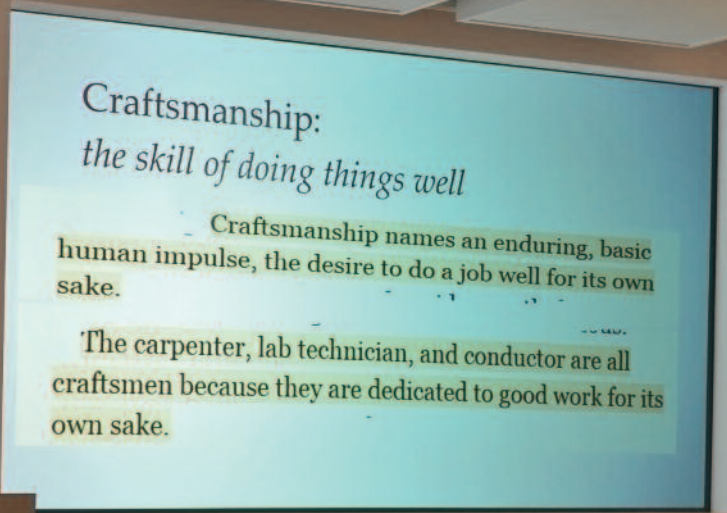 Craftsmanship:
the skill of doing things well
Craftsmanship names an enduring, basic
human impulse, the desire to do a job well for its own
sake.
The carpenter, lab technician, and conductor are all
craftsmen because they are dedicated to good work for its
own sake.